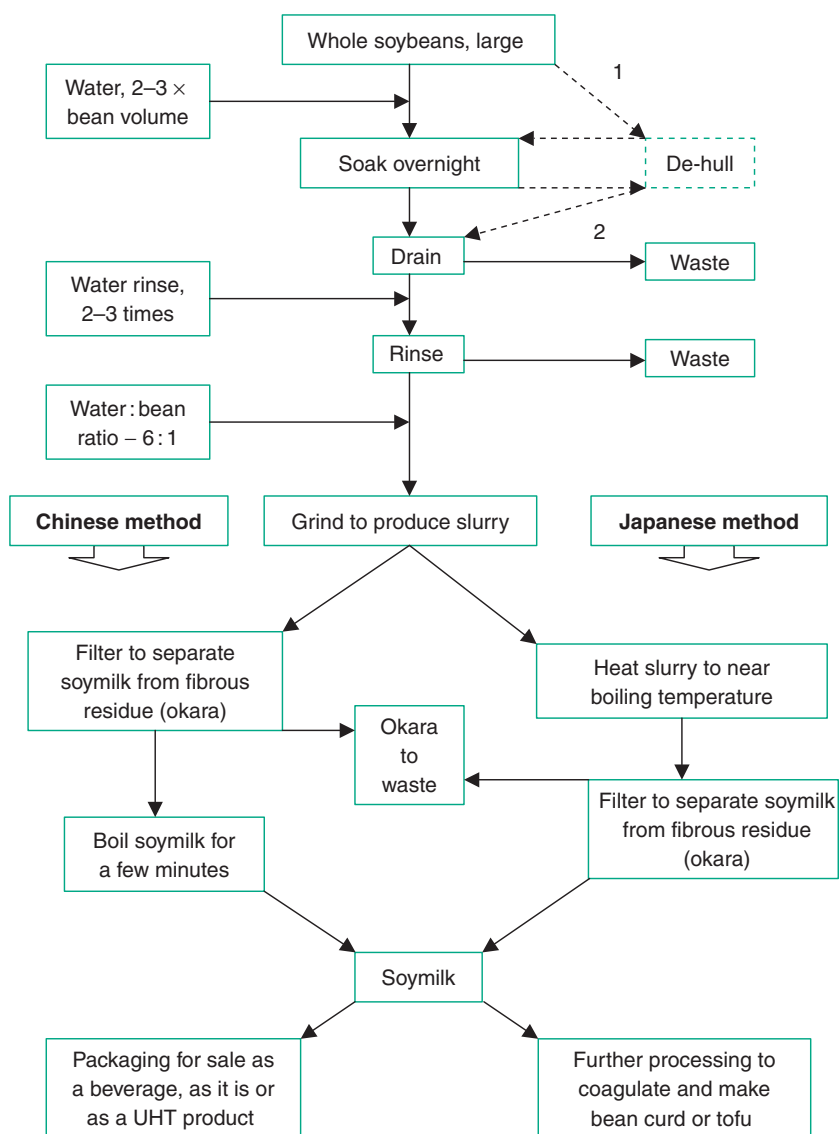 Whole soybeans, large
1
Water, 2–3 ×
bean volume
Soak overnight
De-hull
2
Drain
Waste
Water rinse,
2–3 times
Rinse
Waste
Water : bean
ratio – 6 : 1
Chinese method
Grind to produce slurry
Japanese method
Filter to separate
soymilk from fibrous
residue (okara)
Heat slurry to near
boiling temperature
Okara
to
waste
Boil soymilk for
a few minutes
Filter to separate soymilk
from fibrous residue
(okara)
Soymilk
Packaging for sale as
a beverage, as it is or
as a UHT product
Further processing to
coagulate and make
bean curd or tofu